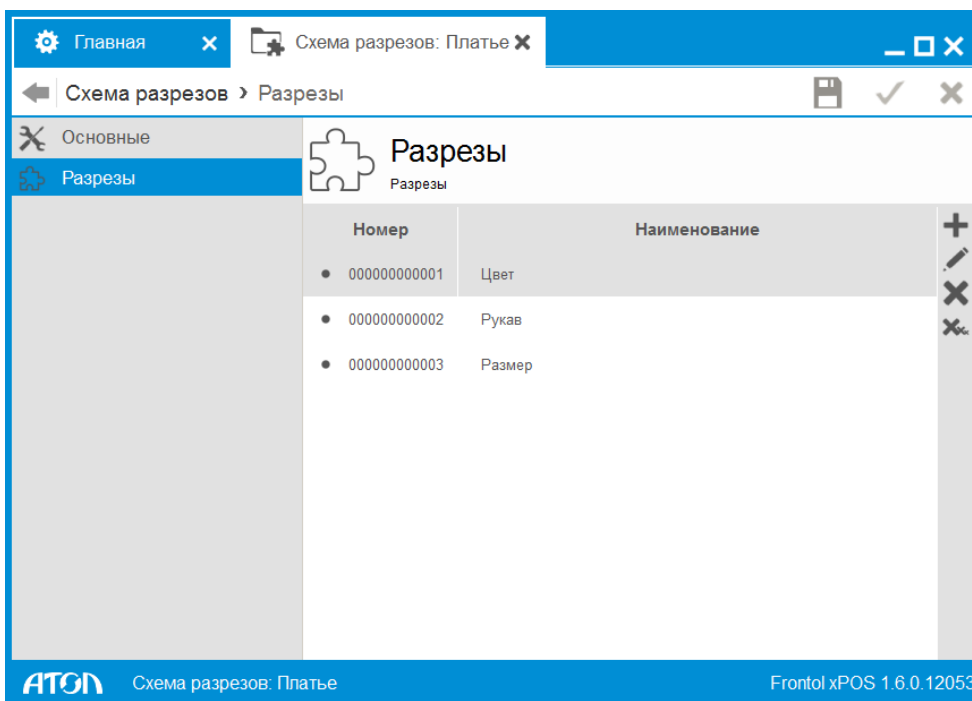 Главная Схема разрезов: Платье
Схема разрезов › Разрезы
Основные
Разрезы
Разрезы
Разрезы
Номер Наименование
000000000001 Цвет
000000000002 Рукав
000000000003 Размер
ATOЛ Схема разрезов: Платье Frontol xPOS 1.6.0.12053